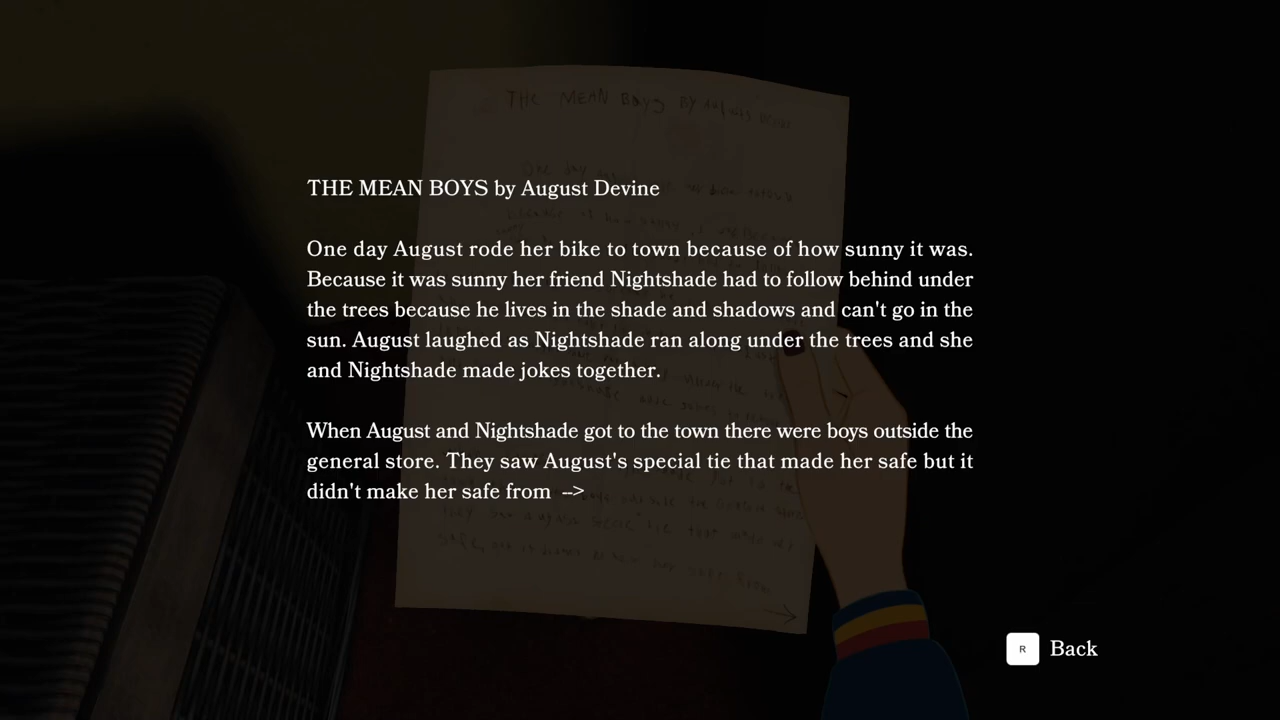 THE MEAN BOYS by August Devine
One day August rode her bike to town because of how sunny it was.
Because it was sunny her friend Nightshade had to follow behind under
the trees because he lives in the shade and shadows and can't go in the
sun. August laughed as Nightshade ran along under the trees and she
and Nightshade made jokes together.
When August and Nightshade got to the town there were boys outside the
general store. They saw August's special tie that made her safe but it
didn't make her safe from -->
R Back